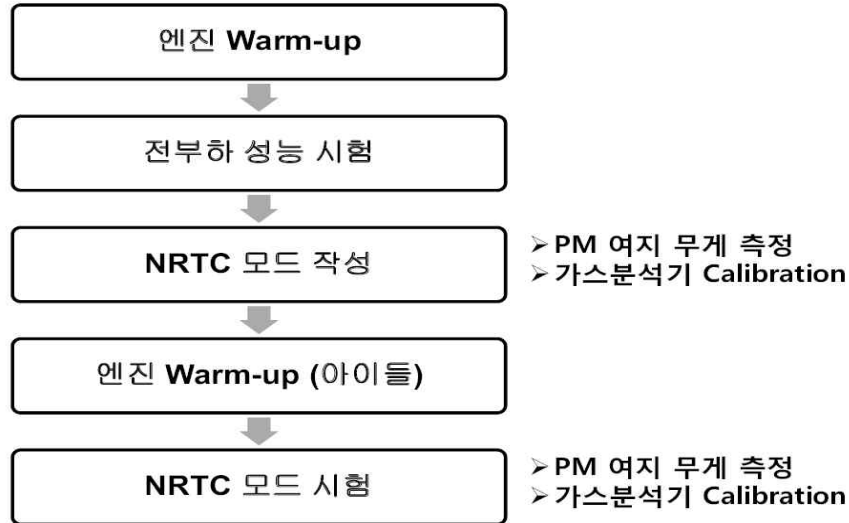 엔진 Warm-up
전부하 성능 시험
NRTC 모드 작성
➢PM 여지 무게 측정
➢가스분석기 Calibration
엔진 Warm-up (아이들)
NRTC 모드 시험
➢PM 여지 무게 측정
➢가스분석기 Calibration